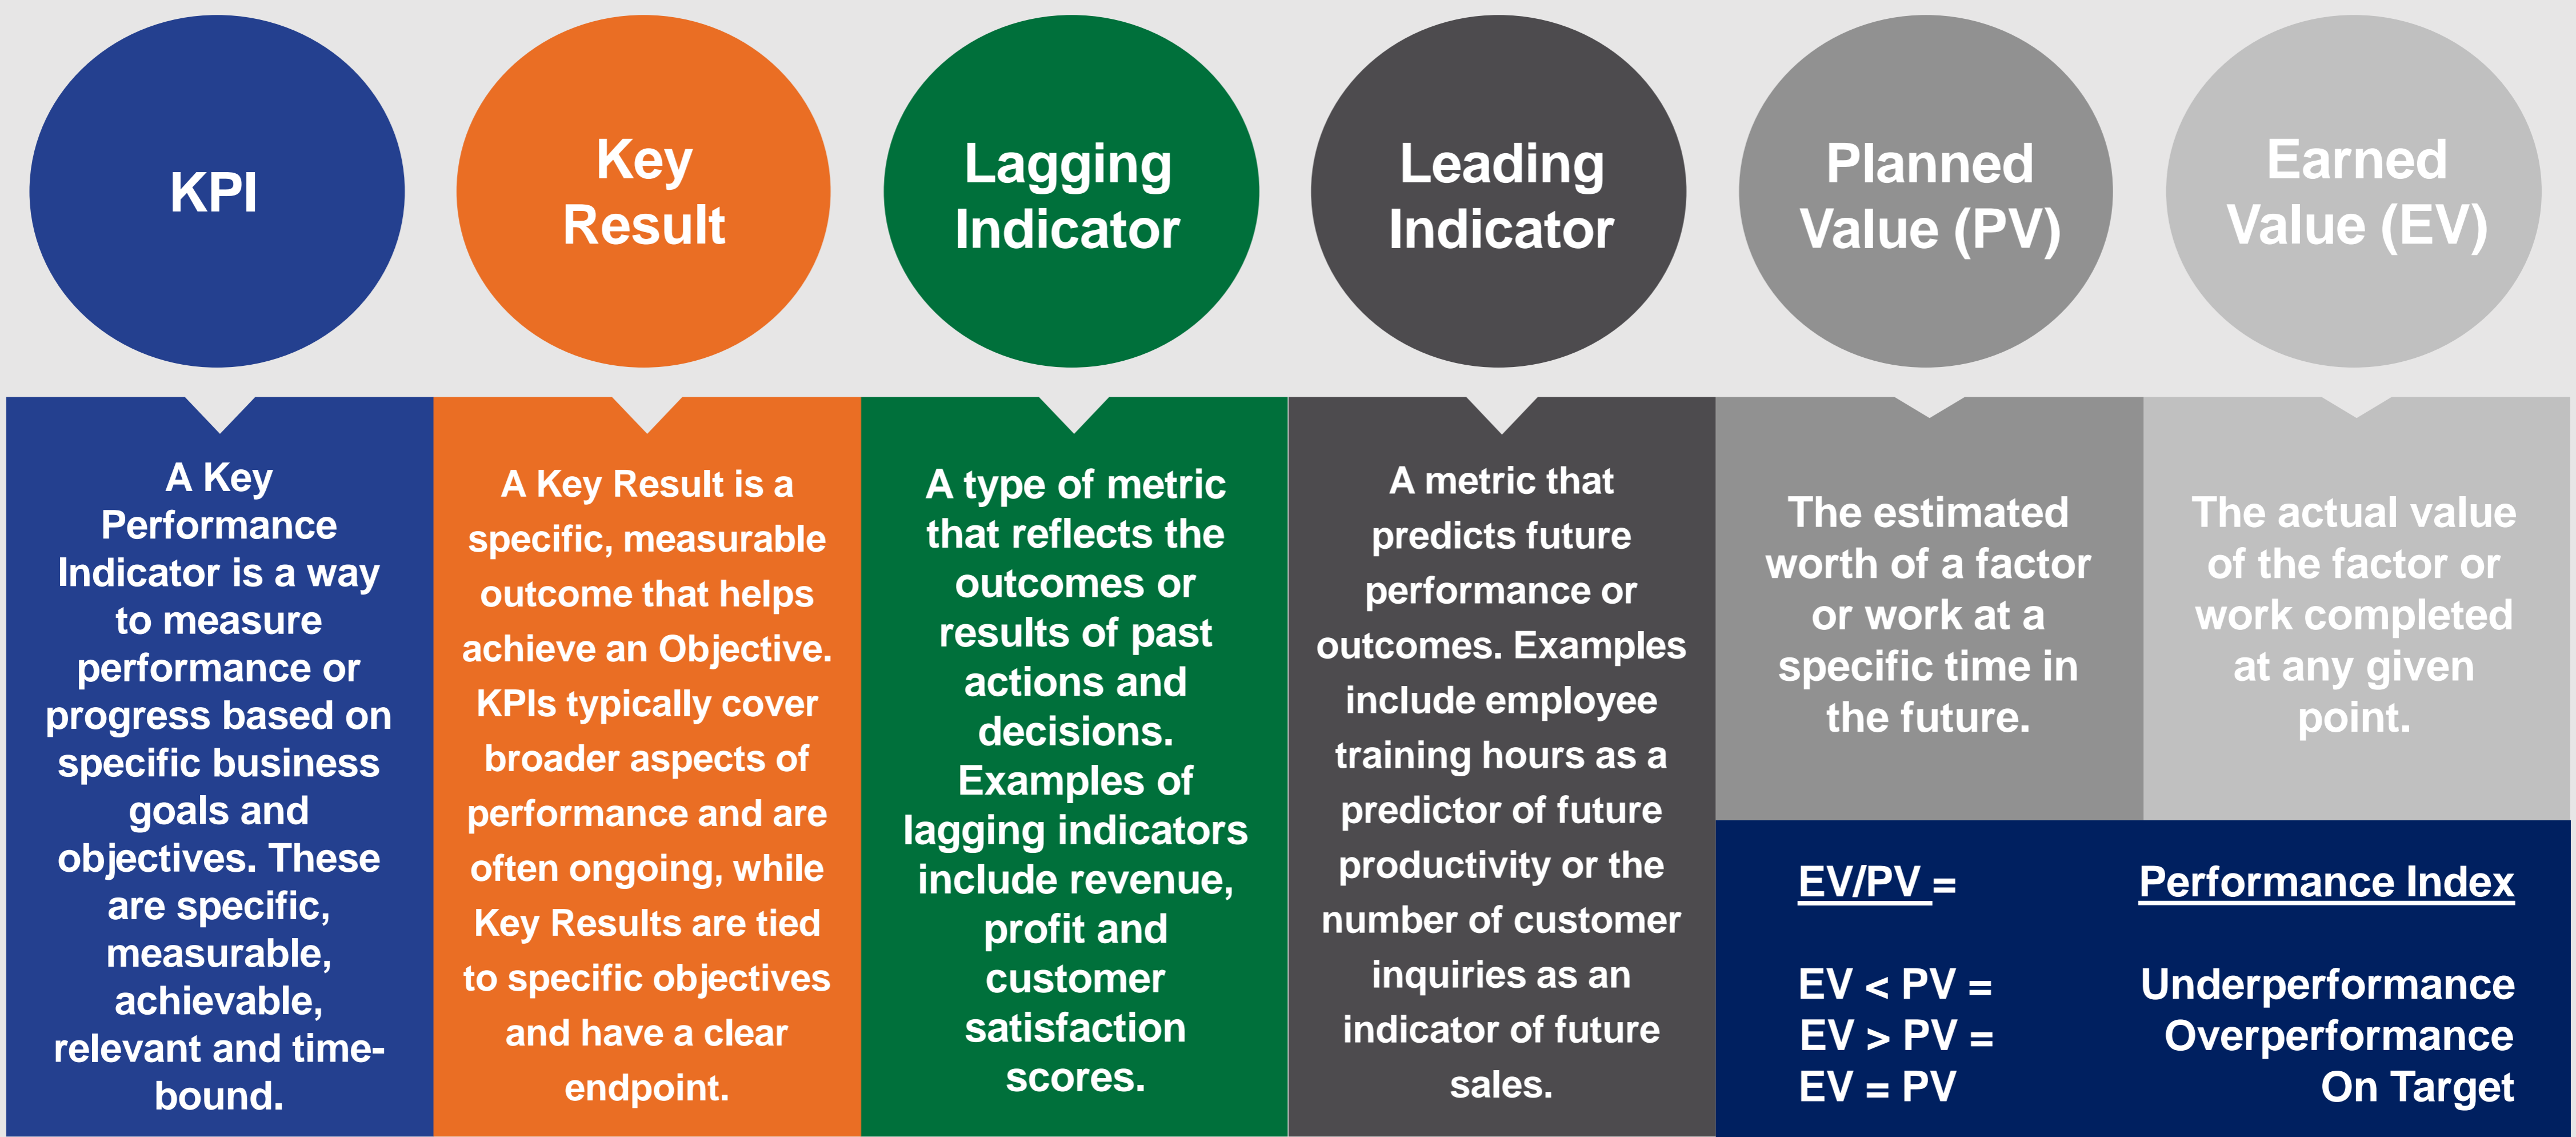 KPI
Key
Result
Lagging
Indicator
Leading
Indicator
Planned
Value (PV)
Earned
Value (EV)
A Key
Performance
Indicator is a way
to measure
performance or
progress based on
specific business
goals and
objectives. These
are specific,
measurable,
achievable,
relevant and time-
bound.
A Key Result is a
specific, measurable
outcome that helps
achieve an Objective.
KPIs typically cover
broader aspects of
performance and are
often ongoing, while
Key Results are tied
to specific objectives
and have a clear
endpoint.
A type of metric
that reflects the
outcomes or
results of past
actions and
decisions.
Examples of
lagging indicators
include revenue,
profit and
customer
satisfaction
scores.
A metric that
predicts future
performance or
outcomes. Examples
include employee
training hours as a
predictor of future
productivity or the
number of customer
inquiries as an
indicator of future
sales.
The estimated
worth of a factor
or work at a
specific time in
the future.
The actual value
of the factor or
work completed
at any given
point.
EV/PV = Performance Index
EV < PV = Underperformance
EV > PV = Overperformance
EV = PV On Target